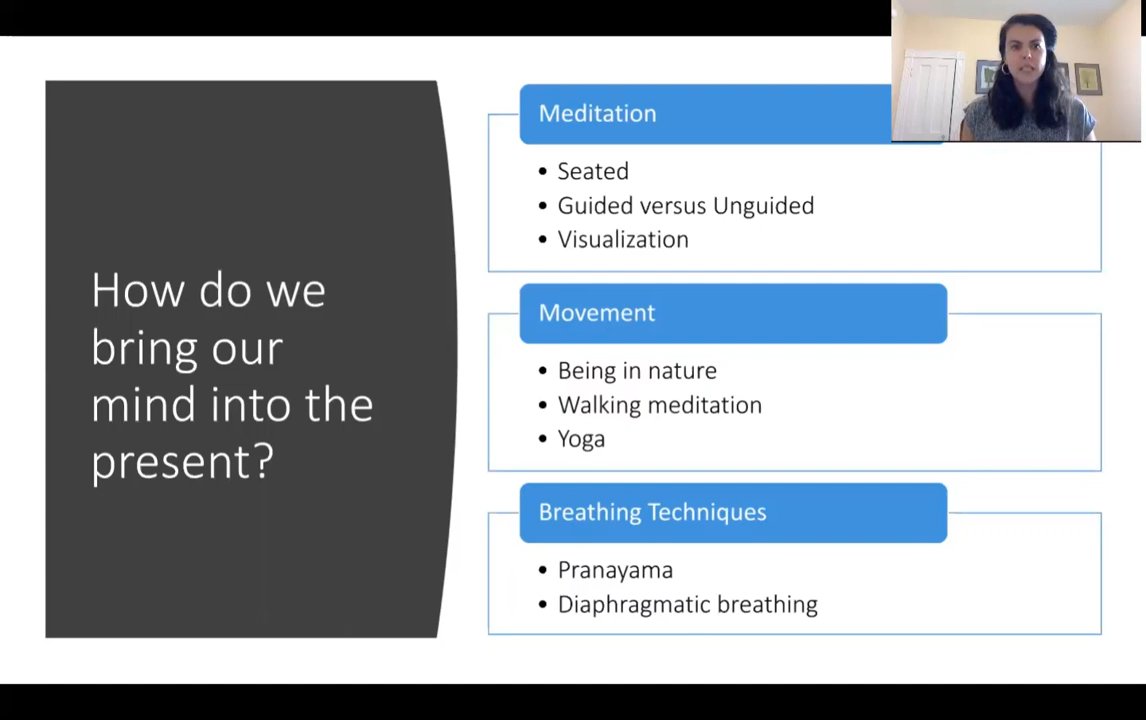 How do we
bring our
mind into the
present?
Meditation
• Seated
• Guided versus Unguided
• Visualization
Movement
• Being in nature
• Walking meditation
• Yoga
Breathing Techniques
• Pranayama
• Diaphragmatic breathing